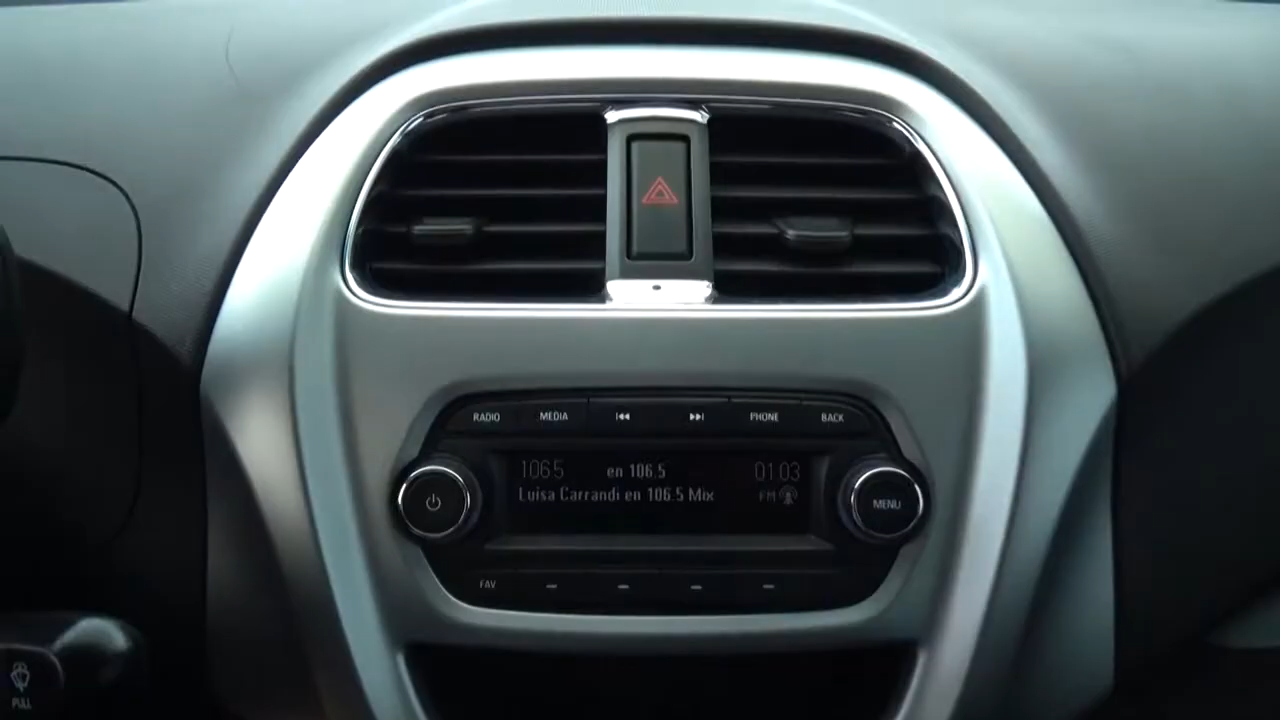 RADIO MEDIA PHONE BACK
106.5 en 106.5 01:03
Luisa Carrandi en 106.5 Mix FM
MENU
FAV
PULL